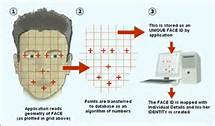 1
2
3
This is stored as an
UNIQUE FACE ID by
application
Application reads
geometry of FACE
(as plotted in grid above)
Points are transferred
to database as an
algorithm of numbers
The FACE ID is mapped with
individual Details and his
IDENTITY is created